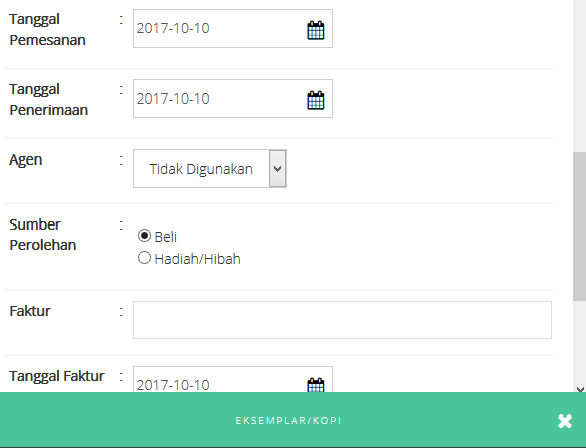 Tanggal Pemesanan : 2017-10-10
Tanggal Penerimaan : 2017-10-10
Agen : Tidak Digunakan
Sumber Perolehan : Beli
Hadiah/Hibah
Faktur :
Tanggal Faktur : 2017-10-10
EKSEMPLAR/KOPI